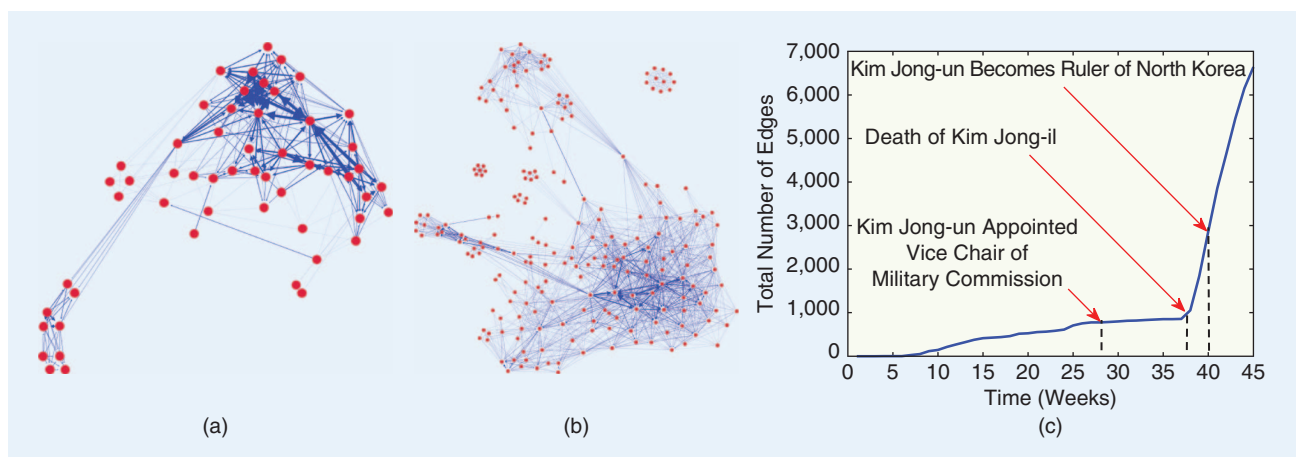 7,000
Kim Jong-un Becomes Ruler of North Korea
6,000
5,000
Death of Kim Jong-il
4,000
3,000
Kim Jong-un Appointed
Vice Chair of
Military Commission
2,000
1,000
0
Total Number of Edges
0 5 10 15 20 25 30 35 40 45
Time (Weeks)
(a) (b) (c)